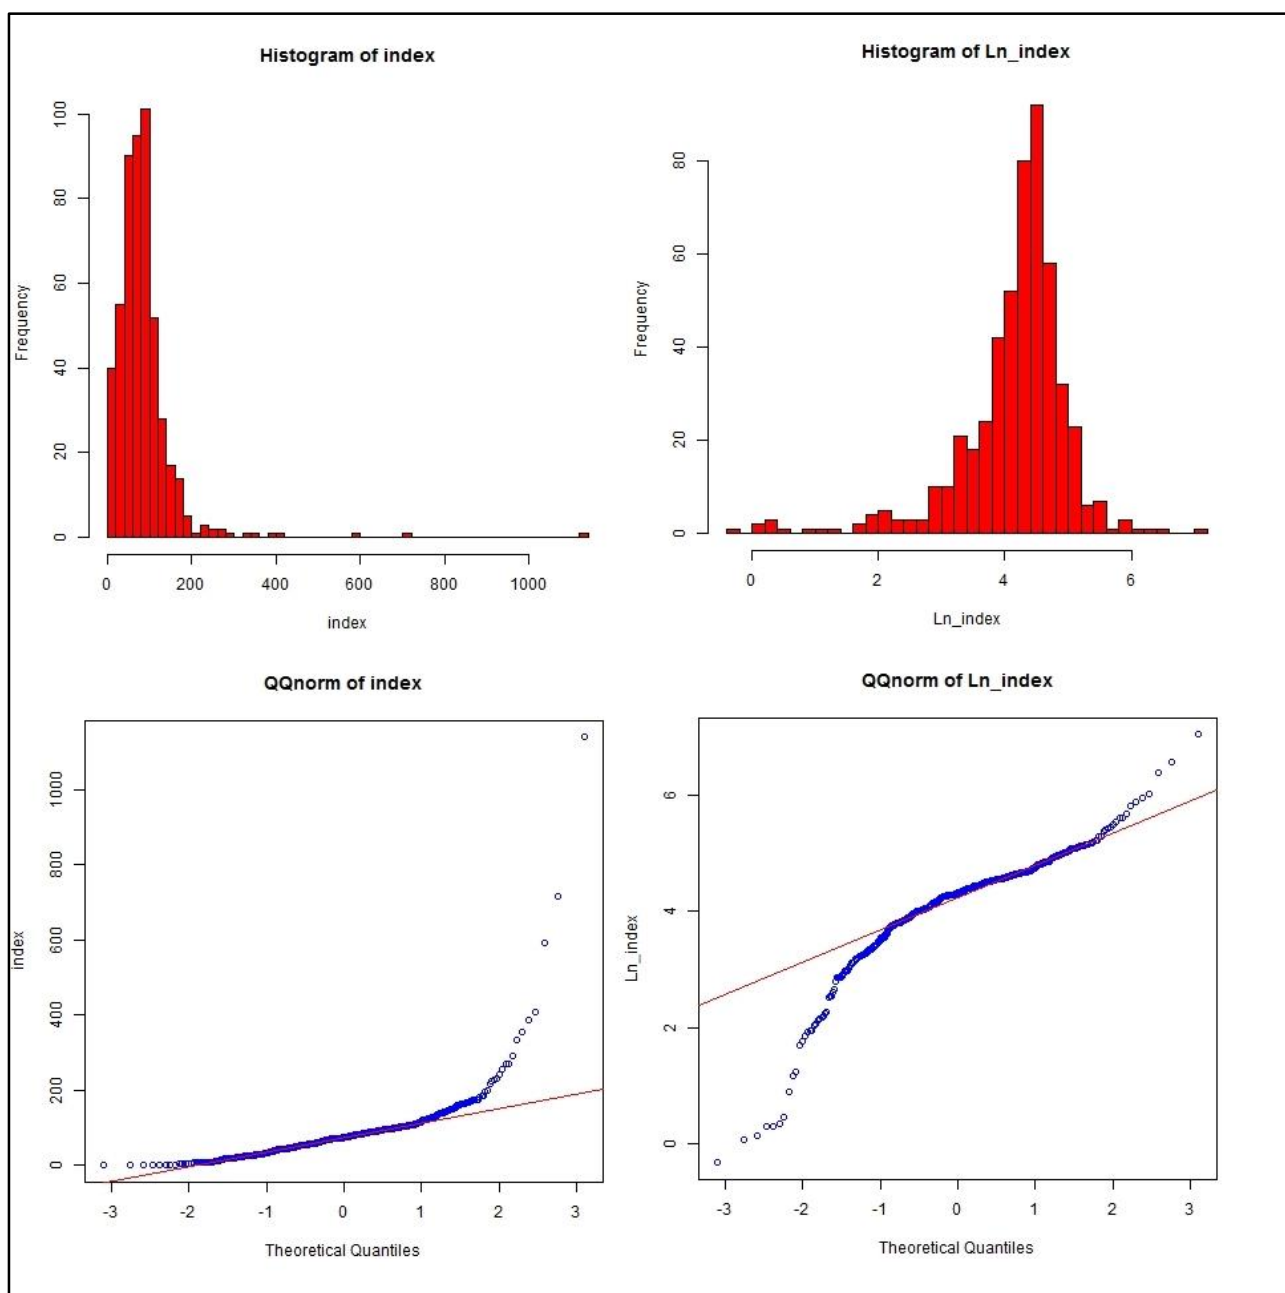 Histogram of index
Frequency
100
80
60
40
20
0
0 200 400 600 800 1000
index
Histogram of Ln_index
Frequency
80
60
40
20
0
0 2 4 6
Ln_index
QQnorm of index
index
1000
800
600
400
200
0
-3 -2 -1 0 1 2 3
Theoretical Quantiles
QQnorm of Ln_index
Ln_index
6
4
2
0
-3 -2 -1 0 1 2 3
Theoretical Quantiles